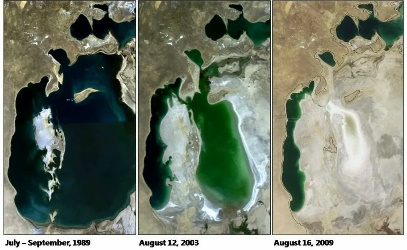 July – September, 1989
August 12, 2003
August 16, 2009